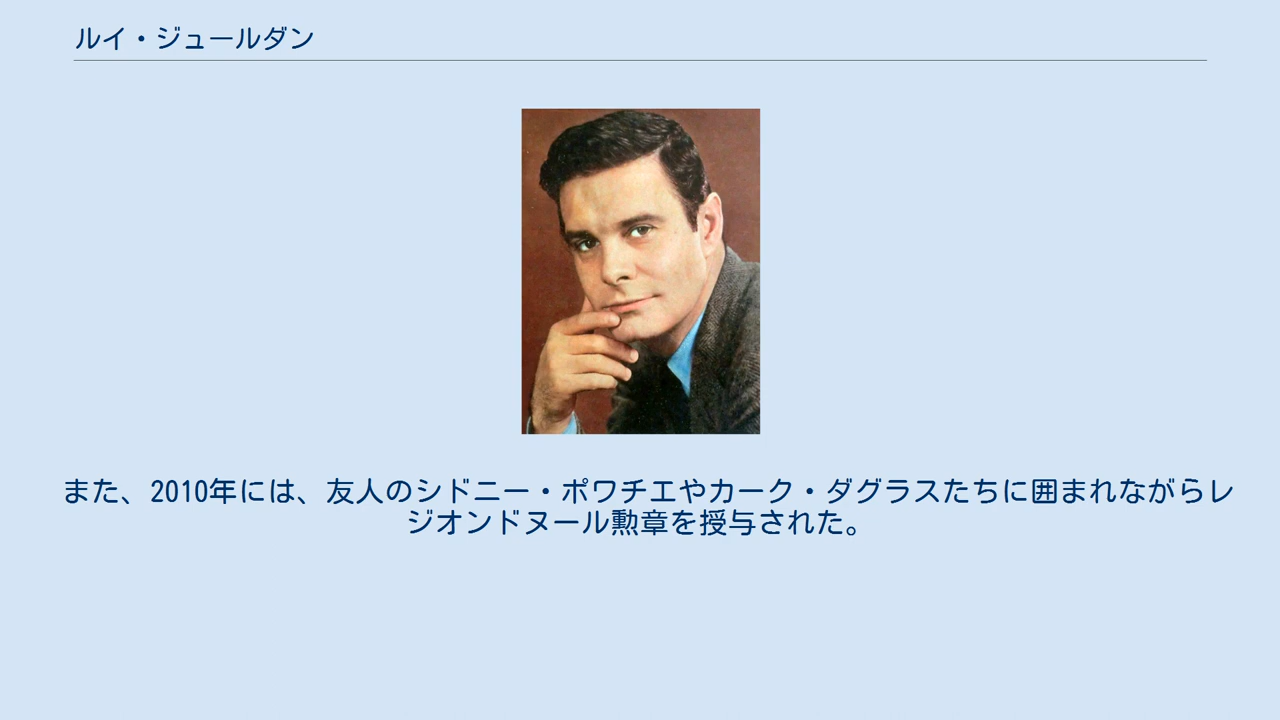 ルイ・ジュールダン
また、2010年には、友人のシドニー・ポワチエやカーク・ダグラスたちに囲まれながらレ
ジオンドヌール勲章を授与された。